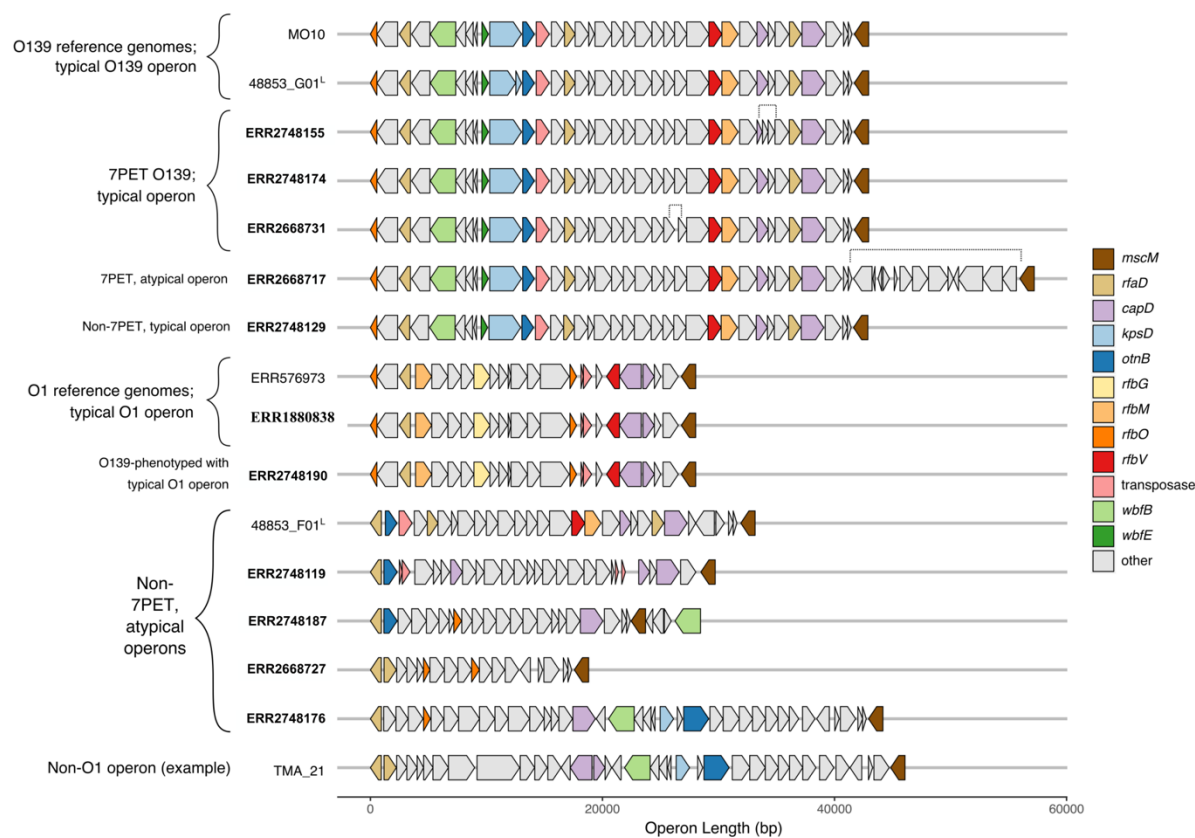 O139 reference genomes;
typical O139 operon
MO10
48853_G01ᴸ
7PET O139;
typical operon
ERR2748155
ERR2748174
ERR2668731
7PET, atypical operon
ERR2668717
Non-7PET, typical operon
ERR2748129
O1 reference genomes;
typical O1 operon
ERR576973
ERR1880838
O139-phenotyped with
typical O1 operon
ERR2748190
Non-
7PET,
atypical
operons
48853_F01ᴸ
ERR2748119
ERR2748187
ERR2668727
ERR2748176
Non-O1 operon (example)
TMA_21
0 20000 40000 60000
Operon Length (bp)
mscM
rfaD
capD
kpsD
otnB
rfbG
rfbM
rfbO
rfbV
transposase
wbfB
wbfE
other